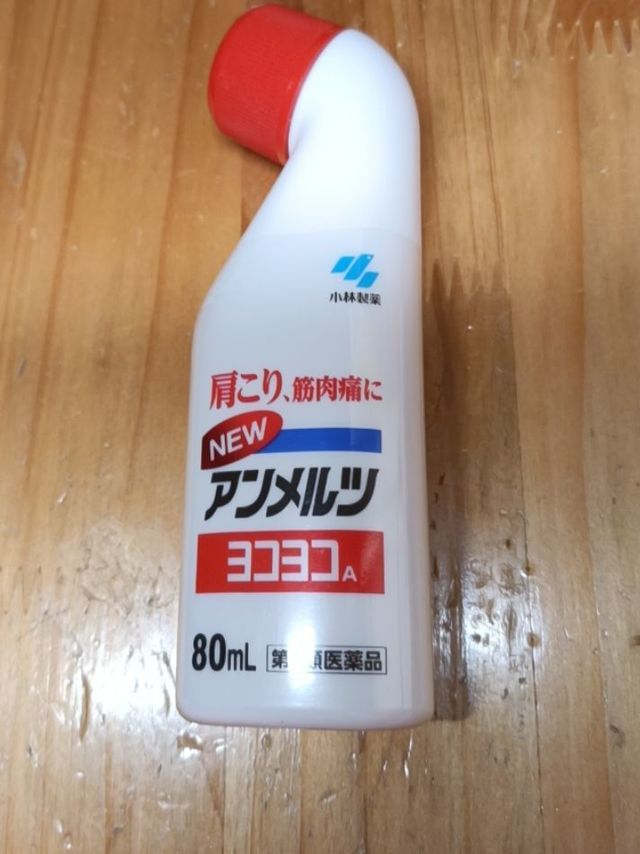 小林製薬
肩こり、筋肉痛に
NEW
アンメルツ
ヨコヨコA
80mL
第 類医薬品